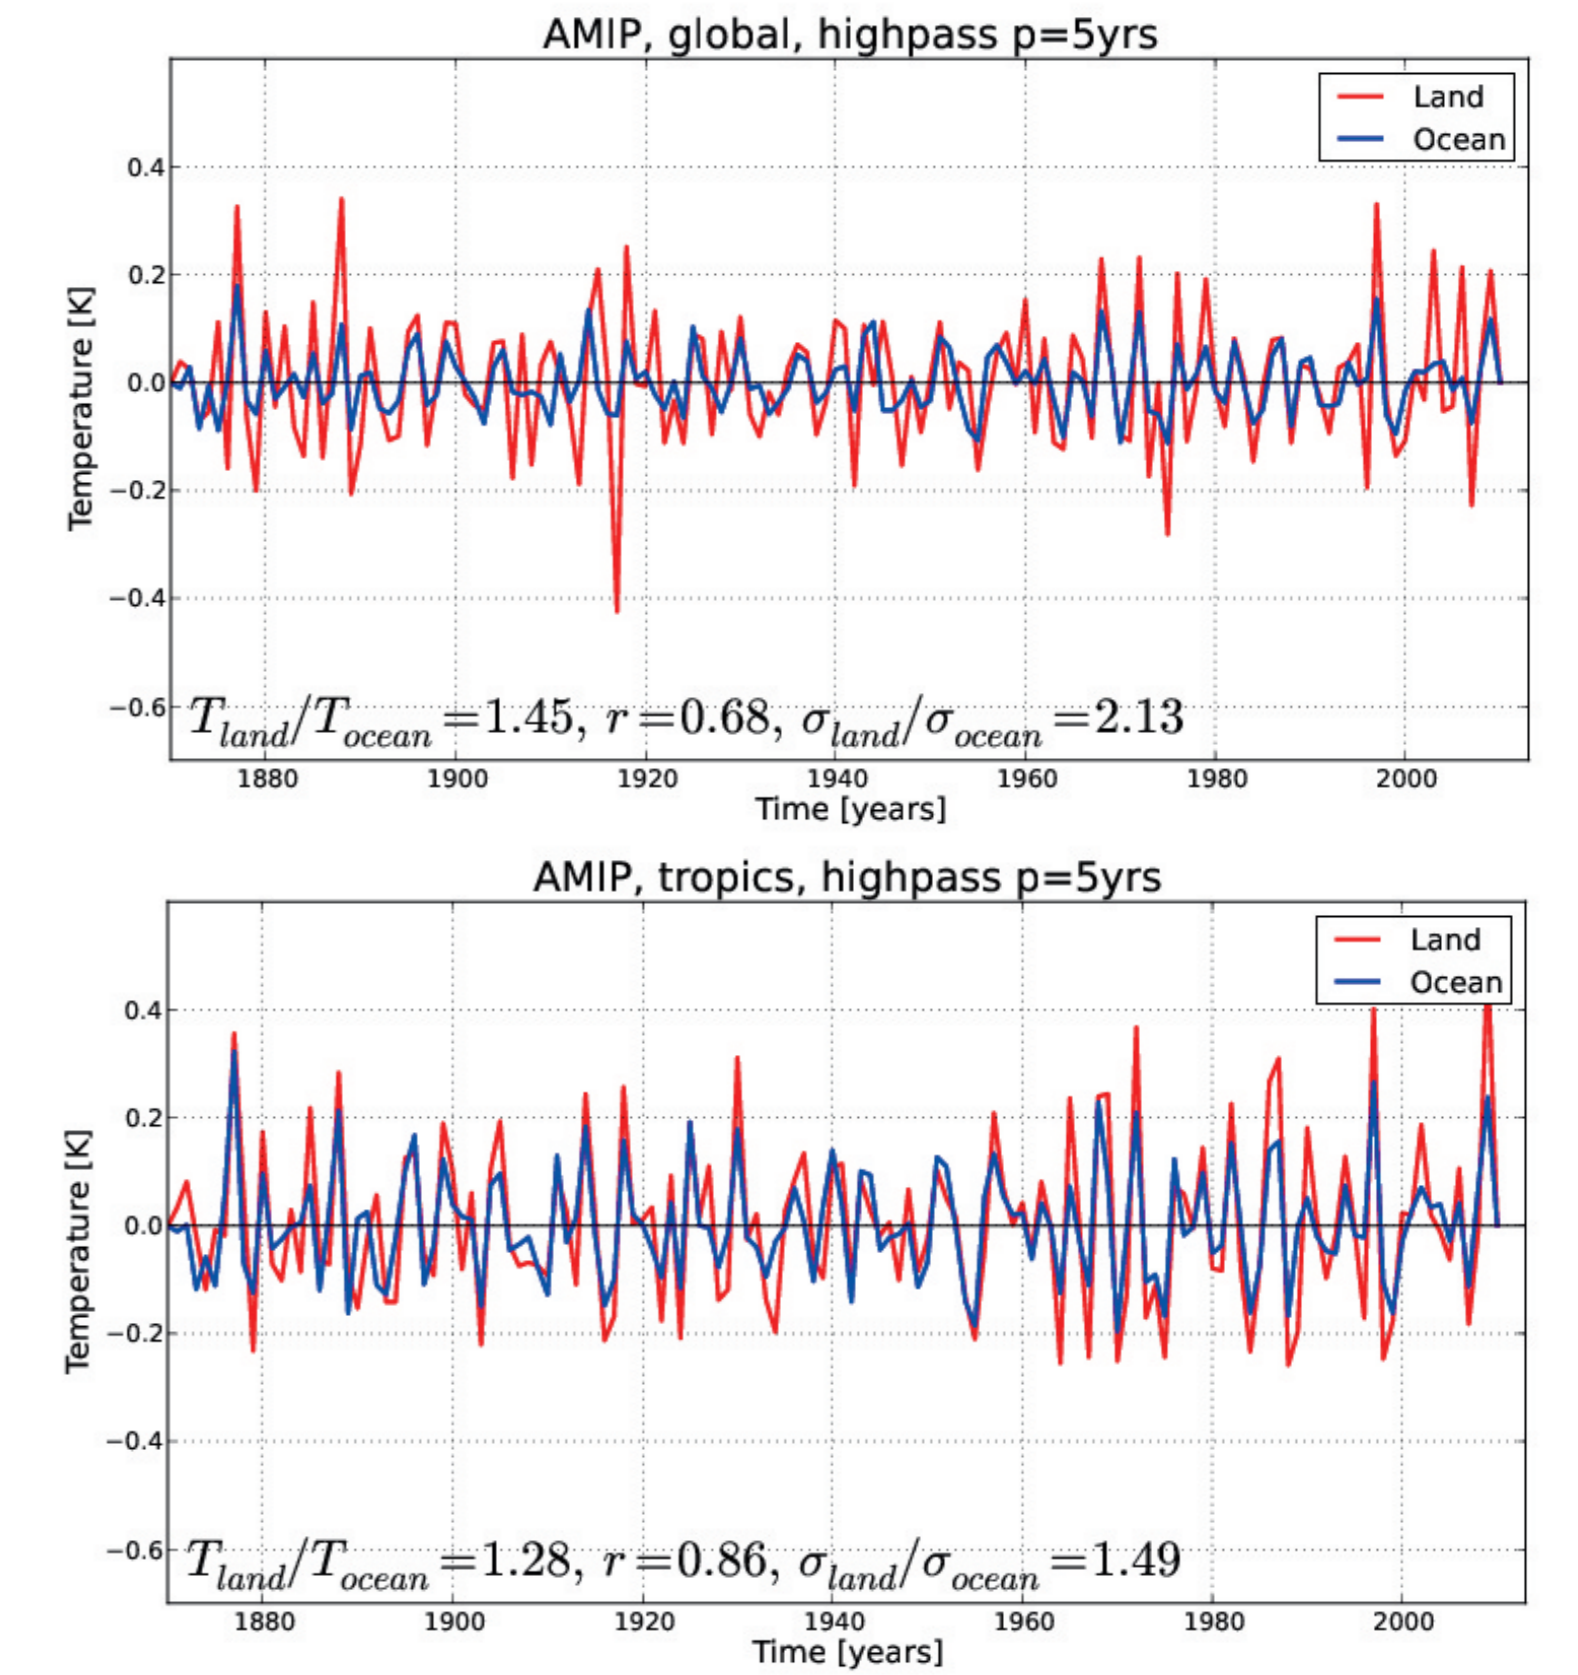 AMIP, global, highpass p=5yrs
Land
Ocean
0.4
0.2
0.0
−0.2
−0.4
−0.6
Temperature [K]
T_land/T_ocean=1.45, r=0.68, σ_land/σ_ocean=2.13
1880 1900 1920 1940 1960 1980 2000
Time [years]
AMIP, tropics, highpass p=5yrs
Land
Ocean
0.4
0.2
0.0
−0.2
−0.4
−0.6
Temperature [K]
T_land/T_ocean=1.28, r=0.86, σ_land/σ_ocean=1.49
1880 1900 1920 1940 1960 1980 2000
Time [years]